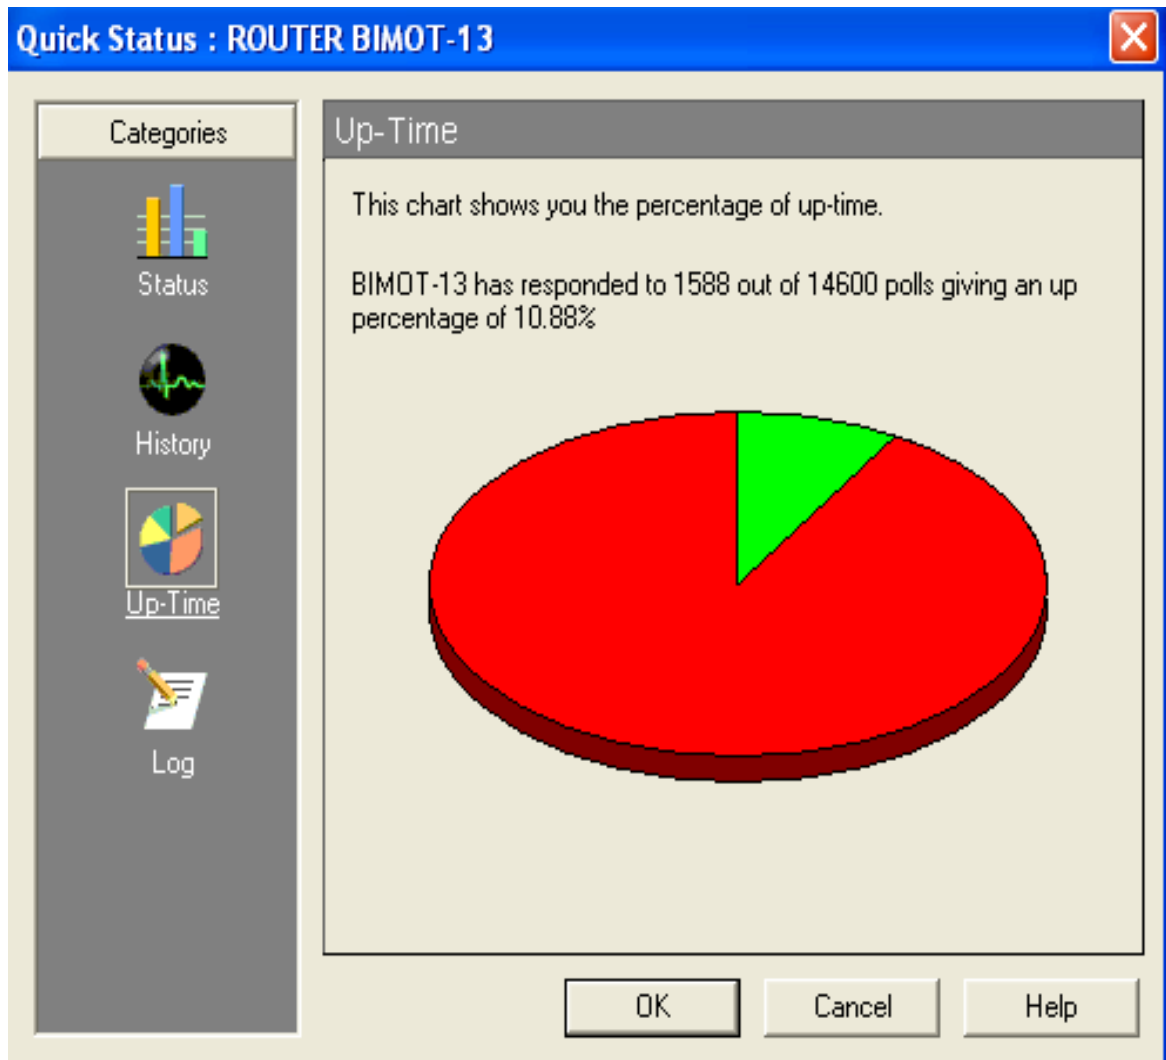 Quick Status : ROUTER BIMOT-13
Categories
Status
History
Up-Time
Log
Up-Time
This chart shows you the percentage of up-time.
BIMOT-13 has responded to 1588 out of 14600 polls giving an up
percentage of 10.88%
OK
Cancel
Help